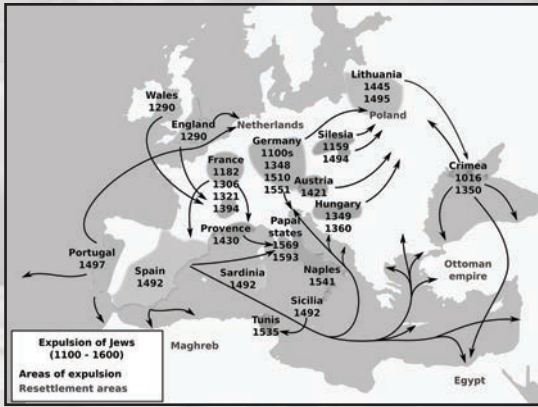 Lithuania
1445
1495
Poland
Wales
1290
England
1290
Netherlands
Germany
1100s
1348
1510
1551
Silesia
1159
1494
France
1182
1306
1321
1394
Austria
1421
Crimea
1016
1350
Hungary
1349
1360
Provence
1430
Papal
states
1569
1593
Portugal
1497
Spain
1492
Sardinia
1492
Naples
1541
Ottoman
empire
Sicilia
1492
Tunis
1535
Maghreb
Egypt
Expulsion of Jews
(1100 - 1600)
Areas of expulsion
Resettlement areas